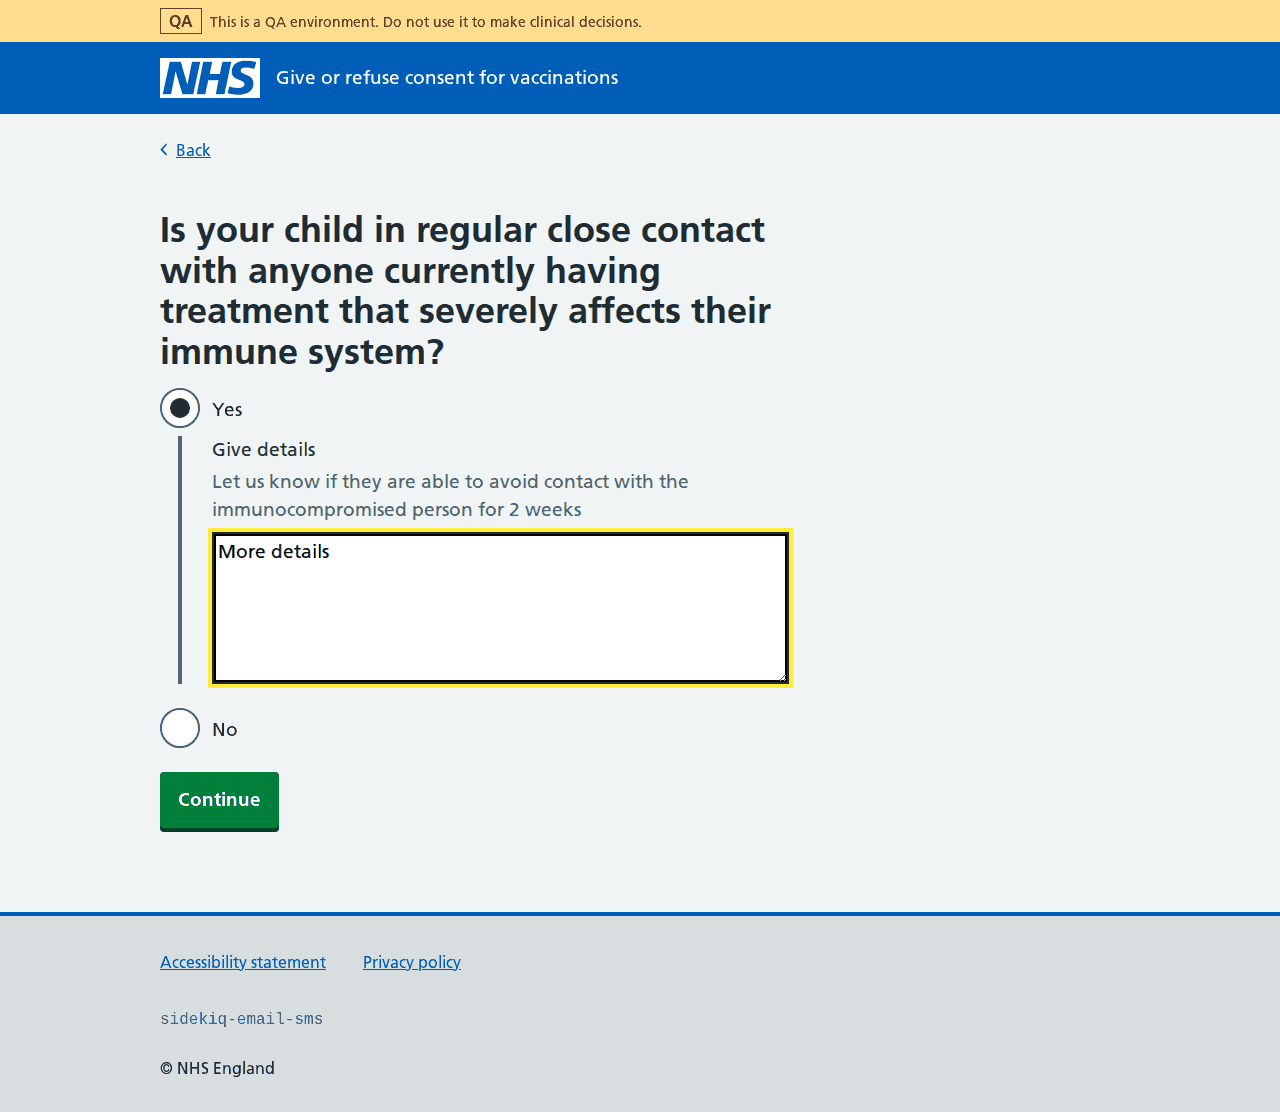 QA This is a QA environment. Do not use it to make clinical decisions.
NHS Give or refuse consent for vaccinations
Back
Is your child in regular close contact
with anyone currently having
treatment that severely affects their
immune system?
Yes
Give details
Let us know if they are able to avoid contact with the
immunocompromised person for 2 weeks
More details
No
Continue
Accessibility statement Privacy policy
sidekiq-email-sms
© NHS England